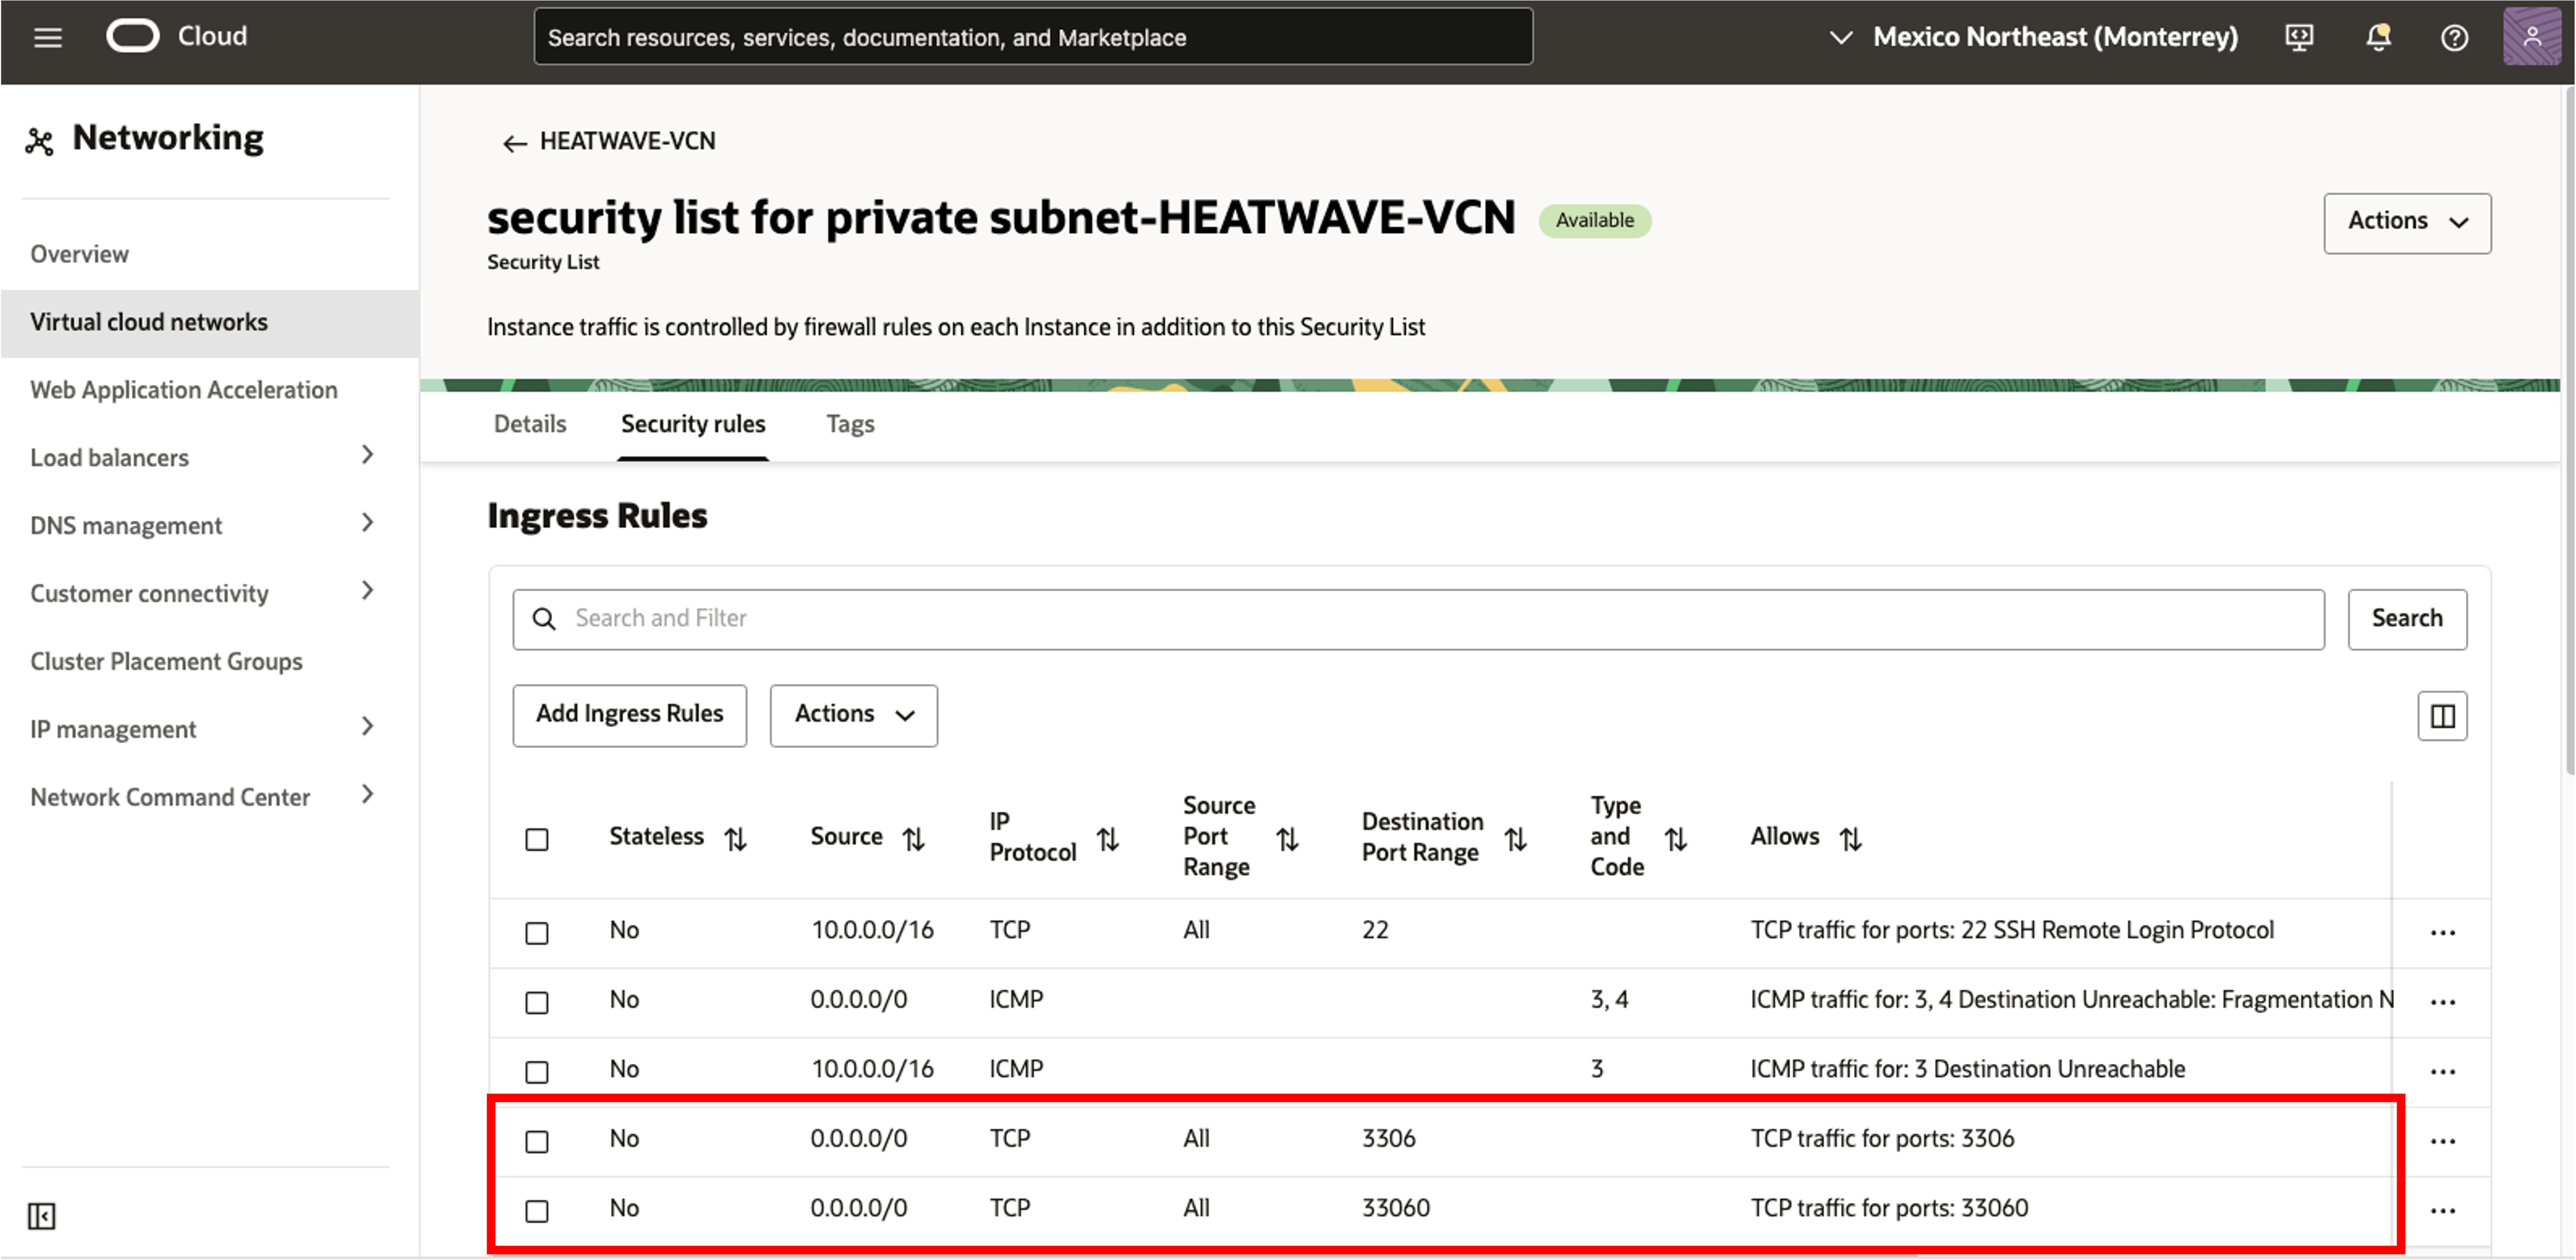 Cloud
Search resources, services, documentation, and Marketplace
Mexico Northeast (Monterrey)
Networking
Overview
Virtual cloud networks
Web Application Acceleration
Load balancers
DNS management
Customer connectivity
Cluster Placement Groups
IP management
Network Command Center
HEATWAVE-VCN
security list for private subnet-HEATWAVE-VCN Available
Security List
Actions
Instance traffic is controlled by firewall rules on each Instance in addition to this Security List
Details Security rules Tags
Ingress Rules
Search and Filter
Search
Add Ingress Rules Actions
Stateless Source IP Protocol Source Port Range Destination Port Range Type and Code Allows
No 10.0.0.0/16 TCP All 22 TCP traffic for ports: 22 SSH Remote Login Protocol
No 0.0.0.0/0 ICMP 3, 4 ICMP traffic for: 3, 4 Destination Unreachable: Fragmentation N
No 10.0.0.0/16 ICMP 3 ICMP traffic for: 3 Destination Unreachable
No 0.0.0.0/0 TCP All 3306 TCP traffic for ports: 3306
No 0.0.0.0/0 TCP All 33060 TCP traffic for ports: 33060